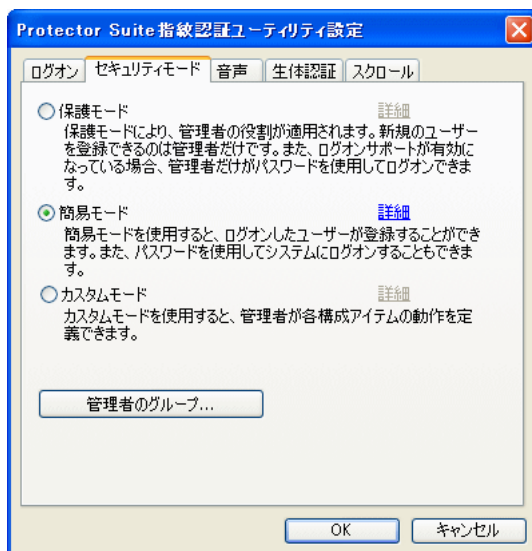 Protector Suite指紋認証ユーティリティ設定
ログオン セキュリティモード 音声 生体認証 スクロール
保護モード 詳細
保護モードにより、管理者の役割が適用されます。新規のユーザー
を登録できるのは管理者だけです。また、ログオンサポートが有効に
なっている場合、管理者だけがパスワードを使用してログオンできま
す。
簡易モード 詳細
簡易モードを使用すると、ログオンしたユーザーが登録することができ
ます。また、パスワードを使用してシステムにログオンすることもできま
す。
カスタムモード 詳細
カスタムモードを使用すると、管理者が各構成アイテムの動作を定
義できます。
管理者のグループ...
OK キャンセル